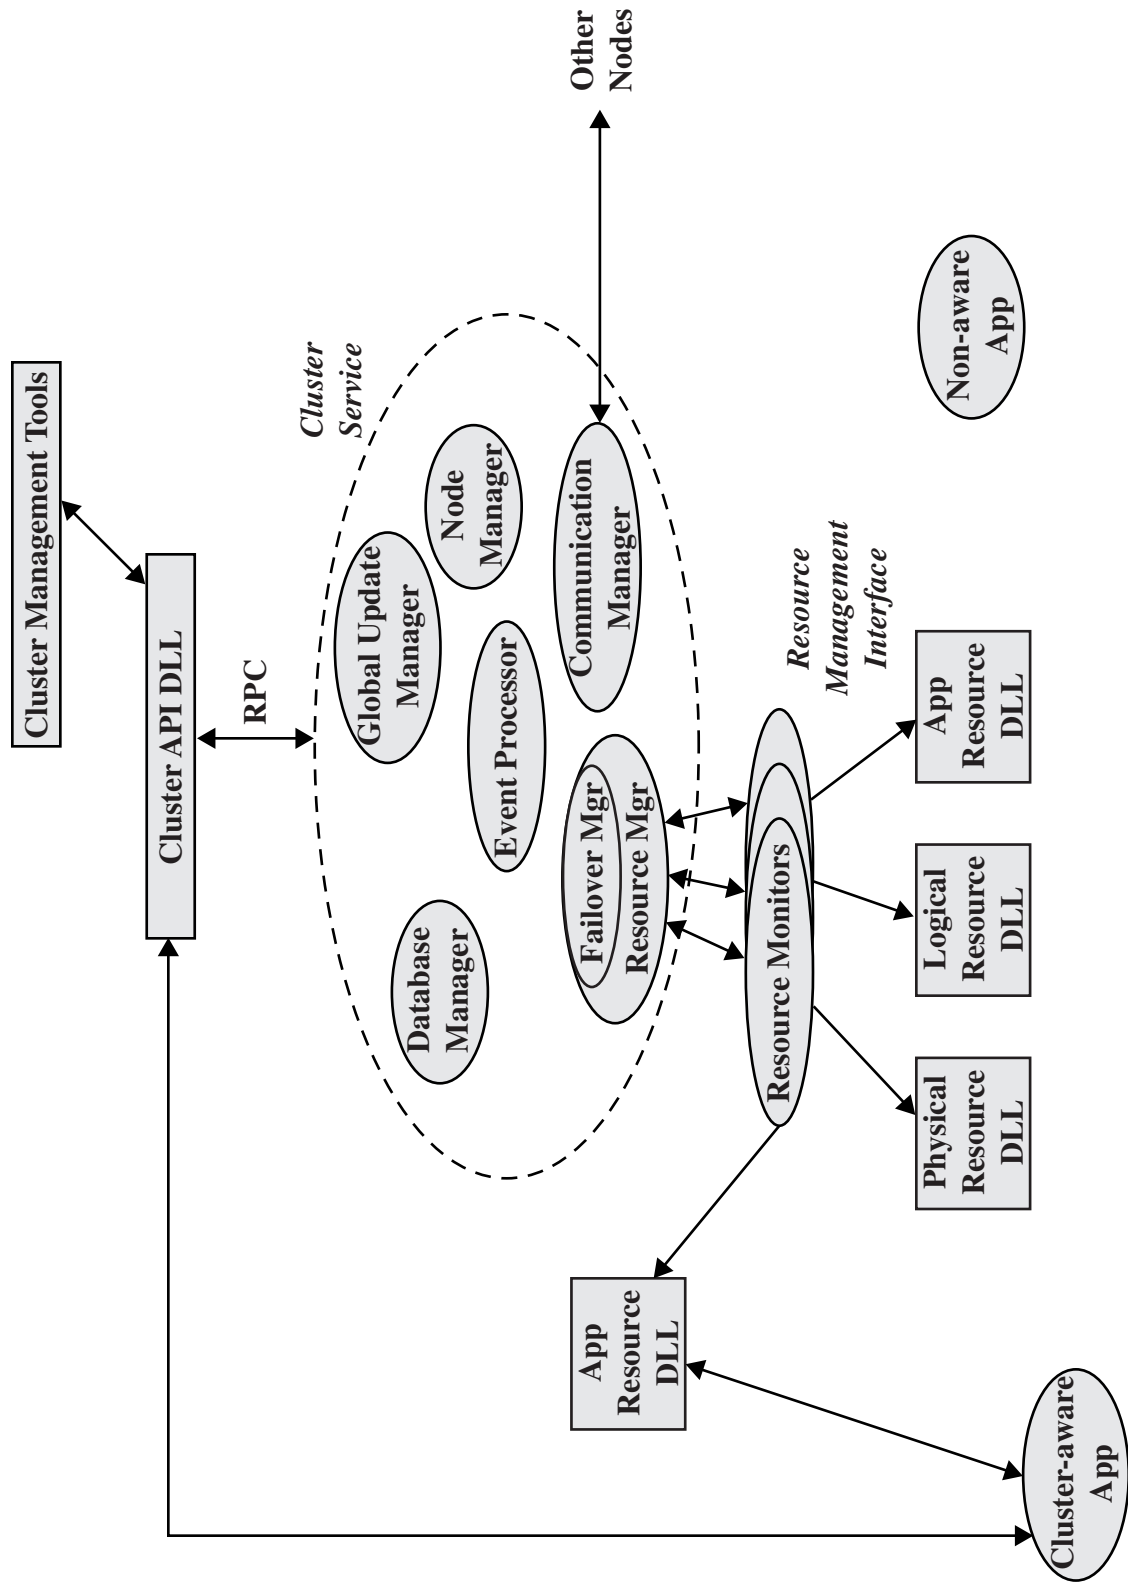 Cluster Management Tools
Cluster API DLL
RPC
Cluster
Service
Global Update
Manager
Database
Manager
Node
Manager
Event Processor
Failover Mgr
Resource Mgr
Communication
Manager
Other
Nodes
App
Resource
DLL
Resource Monitors
Resource
Management
Interface
Physical
Resource
DLL
Logical
Resource
DLL
App
Resource
DLL
Non-aware
App
Cluster-aware
App